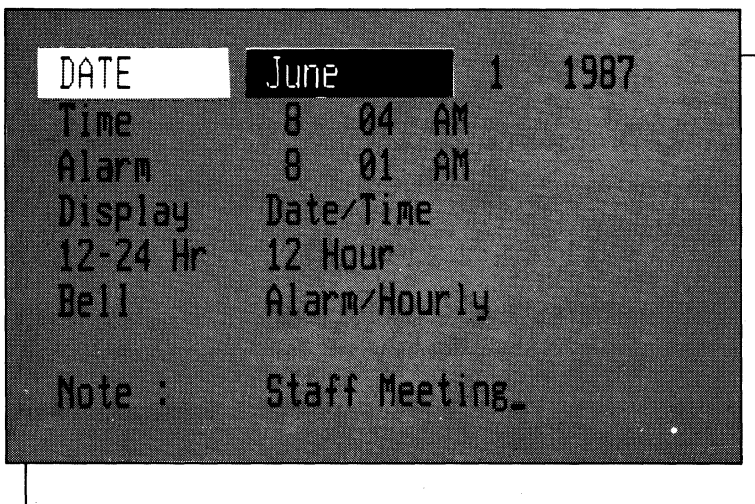 DATE June 1 1987
Time 8 04 AM
Alarm 8 01 AM
Display Date/Time
12-24 Hr 12 Hour
Bell Alarm/Hourly
Note : Staff Meeting_